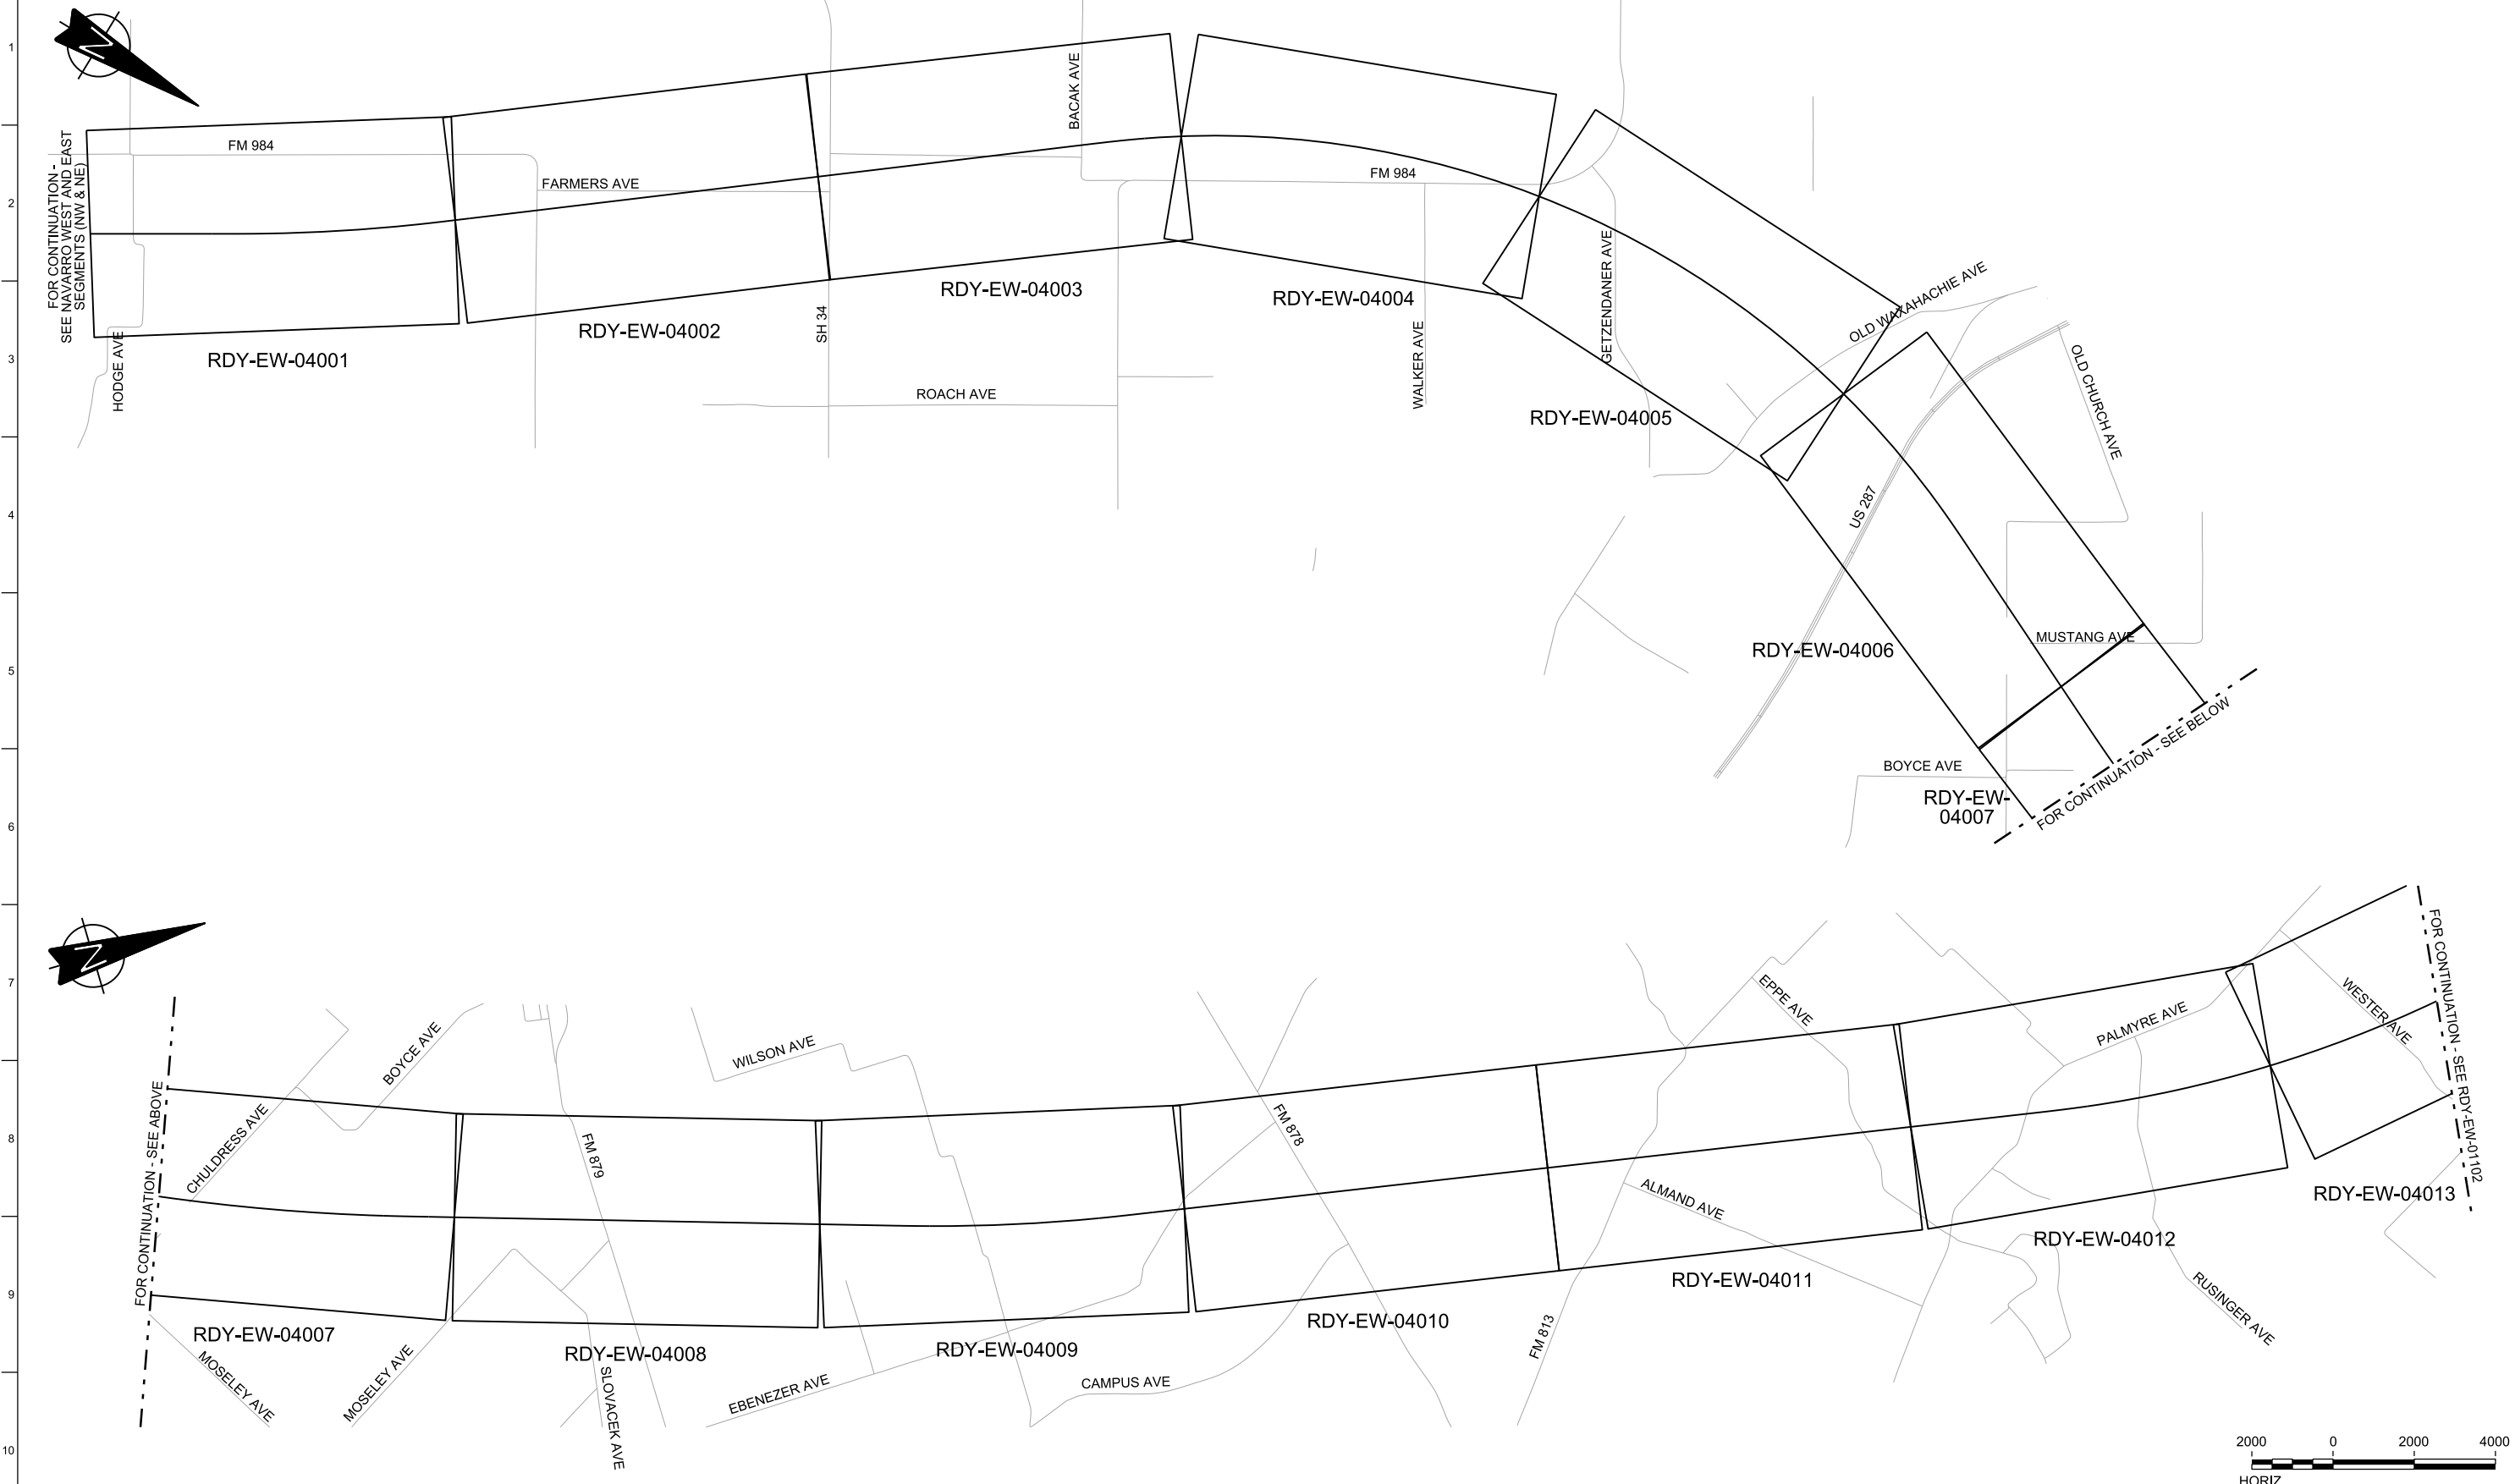 1
2
3
4
5
6
7
8
9
10
N
FOR CONTINUATION -
SEE NAVARRO WEST AND EAST
SEGMENTS (NW & NE)
FM 984
HODGE AVE
RDY-EW-04001
FARMERS AVE
RDY-EW-04002
SH 34
ROACH AVE
BACAK AVE
RDY-EW-04003
FM 984
RDY-EW-04004
WALKER AVE
GETZENDANER AVE
RDY-EW-04005
OLD WAXAHACHIE AVE
OLD CHURCH AVE
US 287
RDY-EW-04006
MUSTANG AVE
BOYCE AVE
RDY-EW-
04007
FOR CONTINUATION - SEE BELOW
N
FOR CONTINUATION - SEE ABOVE
CHULDRESS AVE
BOYCE AVE
RDY-EW-04007
MOSELEY AVE
MOSELEY AVE
FM 879
RDY-EW-04008
SLOVACEK AVE
WILSON AVE
RDY-EW-04009
EBENEZER AVE
CAMPUS AVE
FM 878
RDY-EW-04010
FM 813
ALMAND AVE
RDY-EW-04011
EPPE AVE
PALMYRE AVE
RDY-EW-04012
RUSINGER AVE
WESTER AVE
RDY-EW-04013
FOR CONTINUATION - SEE RDY-EW-01102
2000 0 2000 4000
HORIZ